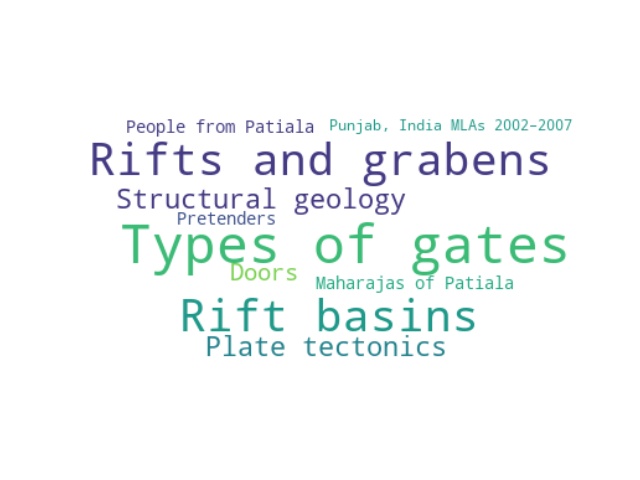 People from Patiala
Punjab, India MLAs 2002–2007
Rifts and grabens
Structural geology
Pretenders
Types of gates
Doors
Maharajas of Patiala
Rift basins
Plate tectonics